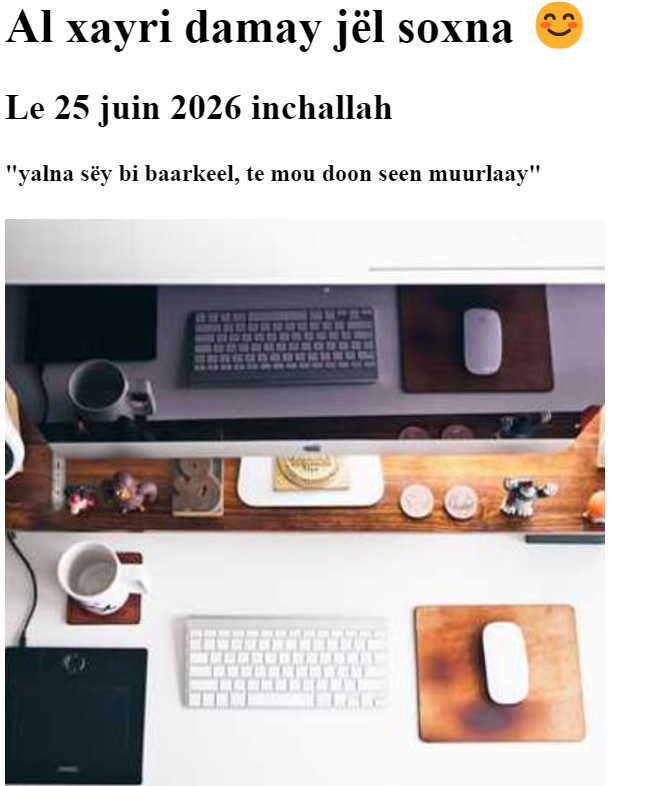 Al xayri damay jël soxna 😊
Le 25 juin 2026 inchallah
"yalna sëy bi baarkeel, te mou doon seen muurlaay"